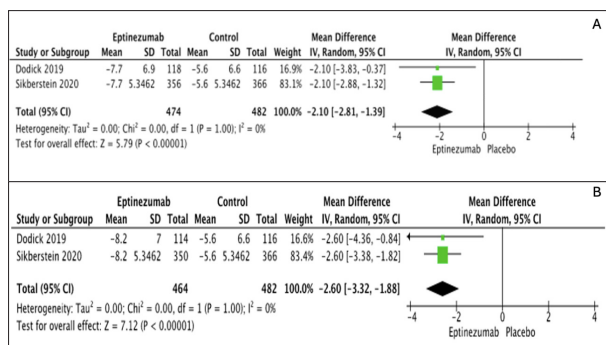 A
Eptinezumab Control Mean Difference Mean Difference
Study or Subgroup Mean SD Total Mean SD Total Weight IV, Random, 95% CI IV, Random, 95% CI
Dodick 2019 -7.7 6.9 118 -5.6 6.6 116 16.9% -2.10 [-3.83, -0.37]
Sikberstein 2020 -7.7 5.3462 356 -5.6 5.3462 366 83.1% -2.10 [-2.88, -1.32]
Total (95% CI) 474 482 100.0% -2.10 [-2.81, -1.39]
Heterogeneity: Tau² = 0.00; Chi² = 0.00, df = 1 (P = 1.00); I² = 0%
Test for overall effect: Z = 5.79 (P < 0.00001)
-4 -2 0 2 4
Eptinezumab Placebo
B
Eptinezumab Control Mean Difference Mean Difference
Study or Subgroup Mean SD Total Mean SD Total Weight IV, Random, 95% CI IV, Random, 95% CI
Dodick 2019 -8.2 7 114 -5.6 6.6 116 16.6% -2.60 [-4.36, -0.84]
Sikberstein 2020 -8.2 5.3462 350 -5.6 5.3462 366 83.4% -2.60 [-3.38, -1.82]
Total (95% CI) 464 482 100.0% -2.60 [-3.32, -1.88]
Heterogeneity: Tau² = 0.00; Chi² = 0.00, df = 1 (P = 1.00); I² = 0%
Test for overall effect: Z = 7.12 (P < 0.00001)
-4 -2 0 2 4
Eptinezumab Placebo